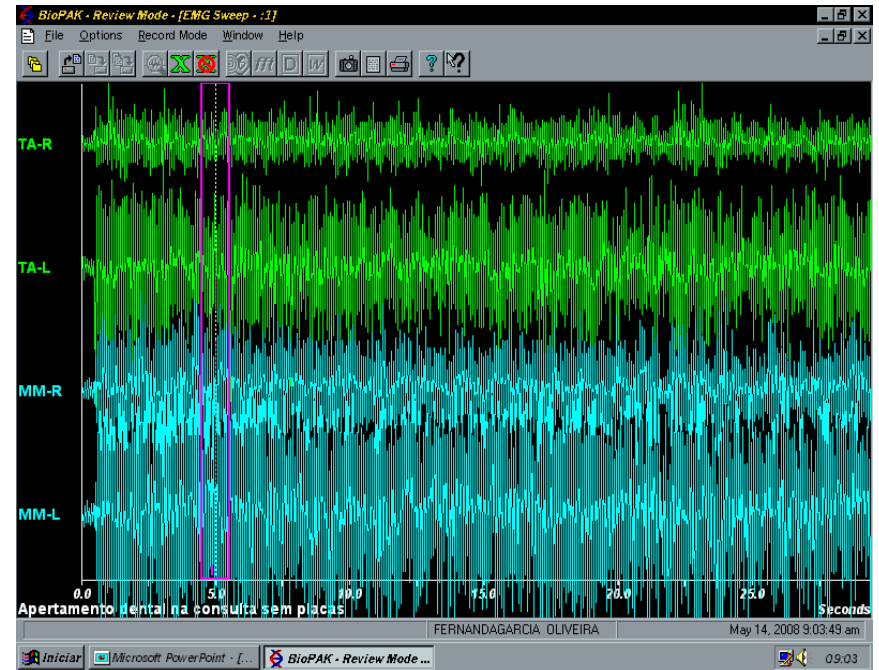 BioPAK - Review Mode - [EMG Sweep - :1]
File Options Record Mode Window Help
fft D W
TA-R
TA-L
MM-R
MM-L
0.0 5.0 10.0 15.0 20.0 25.0
Apertamento dental na consulta sem placas Seconds
FERNANDAGARCIA OLIVEIRA May 14, 2008 9:03:49 am
Iniciar Microsoft PowerPoint - [... BioPAK - Review Mode ... 09:03